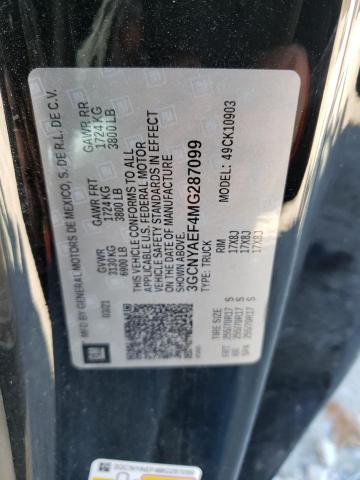 MFD BY GENERAL MOTORS DE MEXICO, S. DE R.L. DE C.V.
03/21 GVWR GAWR FRT GAWR RR
3130 KG 1724 KG 1724 KG
6900 LB 3800 LB 3800 LB
THIS VEHICLE CONFORMS TO ALL
APPLICABLE U.S. FEDERAL MOTOR
VEHICLE SAFETY STANDARDS IN EFFECT
ON THE DATE OF MANUFACTURE
SHOWN ABOVE.
3GCNYAEF4MG287099
TYPE: TRUCK MODEL: 49CK10903
TIRE SIZE RIM
FRT 255/70R17 S 17X8J
RR 255/70R17 S 17X8J
SPA 255/70R17 S 17X8J
GM
3GCNYAEF4MG287099